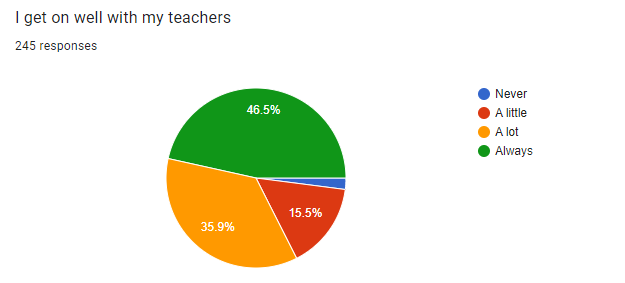 I get on well with my teachers
245 responses
46.5%
35.9%
15.5%
Never
A little
A lot
Always